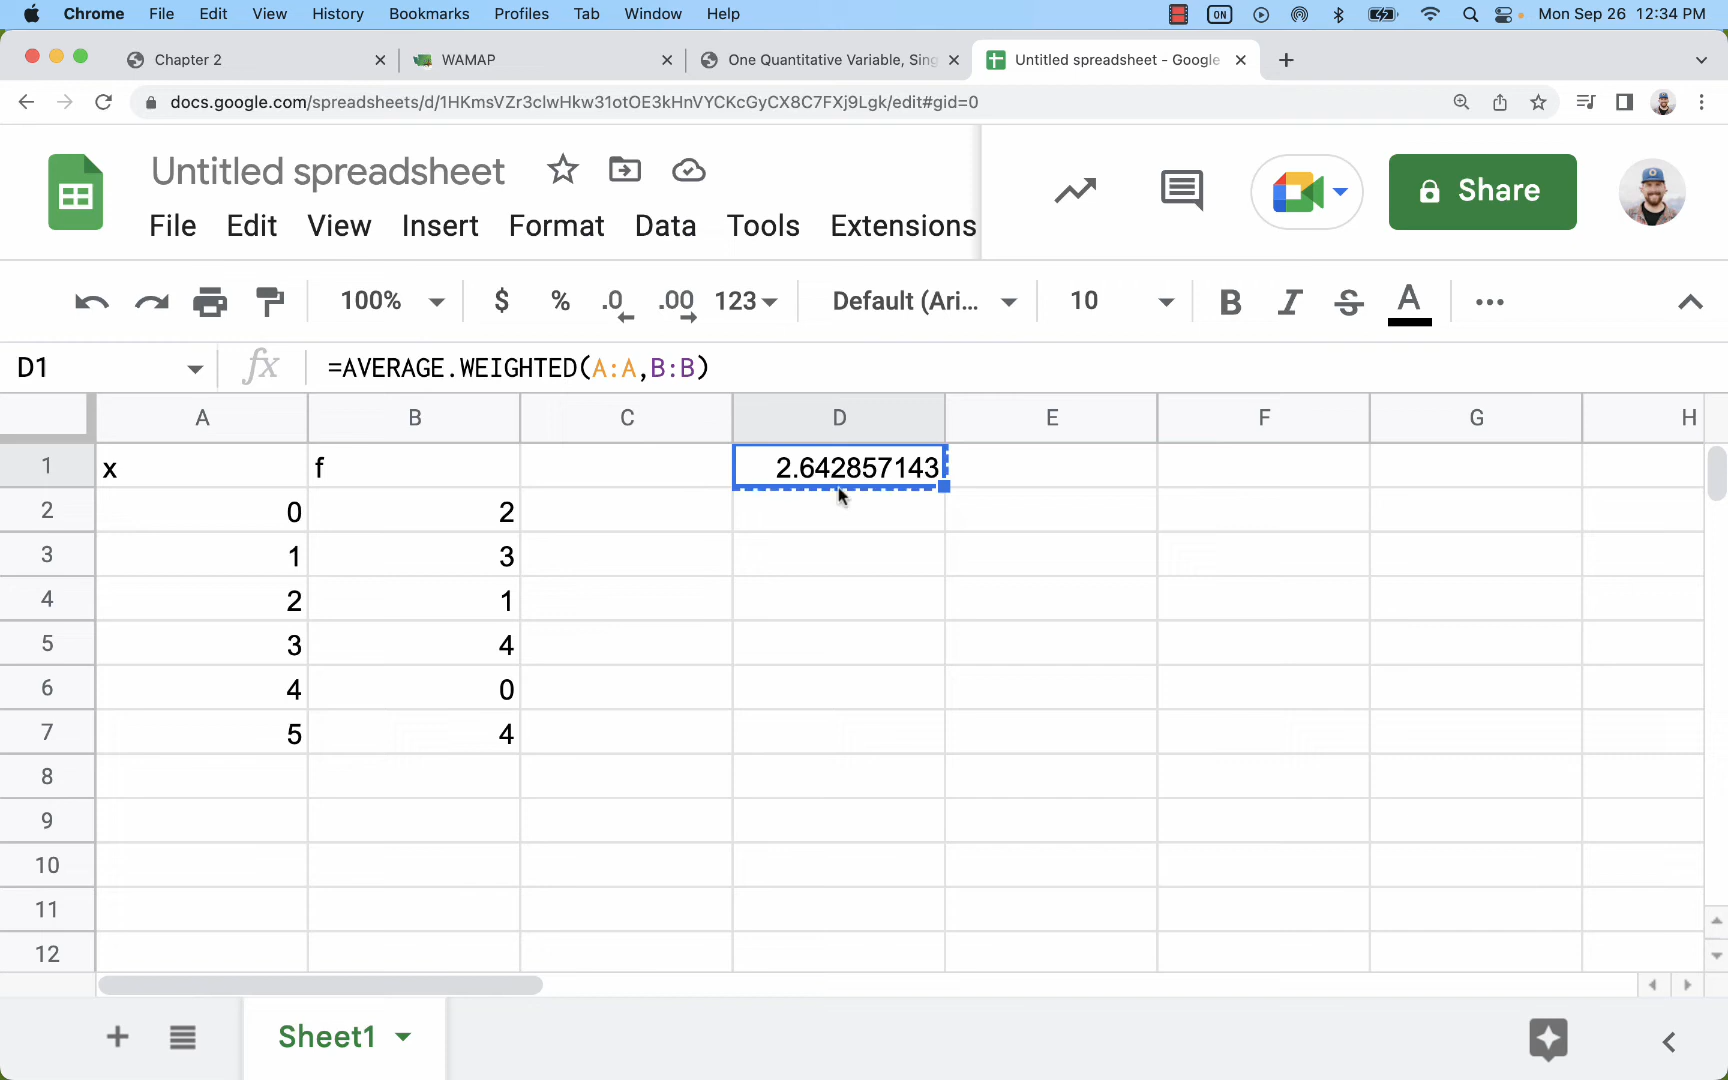 Chrome File Edit View History Bookmarks Profiles Tab Window Help ON Mon Sep 26 12:34 PM
Chapter 2 WAMAP One Quantitative Variable, Sing Untitled spreadsheet - Google
docs.google.com/spreadsheets/d/1HKmsVZr3clwHkw31otOE3kHnVYCKcGyCX8C7FXj9Lgk/edit#gid=0
Untitled spreadsheet
File Edit View Insert Format Data Tools Extensions
Share
100% $ % .0 .00 123 Default (Ari... 10 B I S A
D1 fx =AVERAGE.WEIGHTED(A:A,B:B)
A B C D E F G H
1 x f 2.642857143
2 0 2
3 1 3
4 2 1
5 3 4
6 4 0
7 5 4
8
9
10
11
12
Sheet1